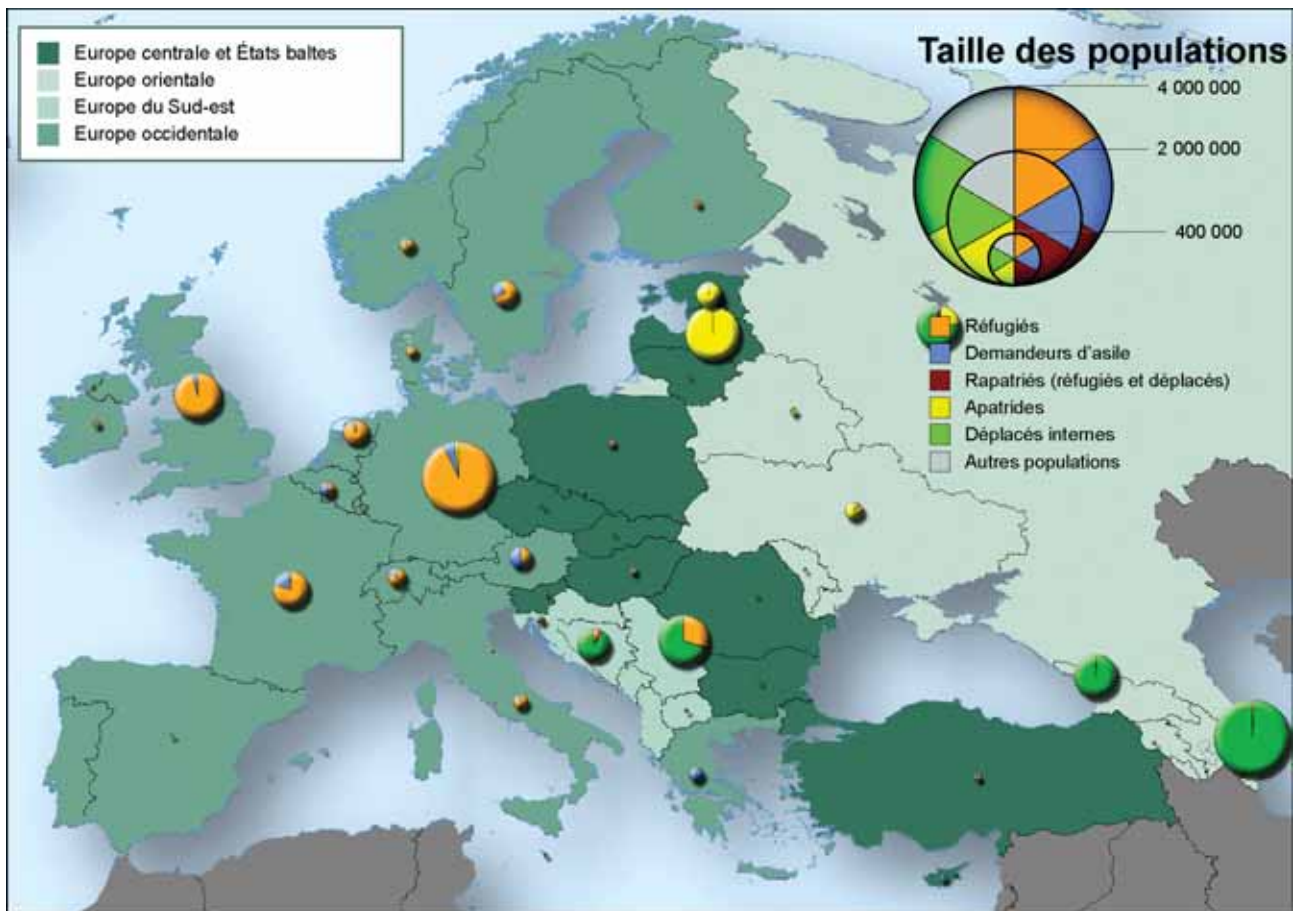 Europe centrale et États baltes
Europe orientale
Europe du Sud-est
Europe occidentale
Taille des populations
4 000 000
2 000 000
400 000
Réfugiés
Demandeurs d'asile
Rapatriés (réfugiès et déplacés)
Apatrides
Déplacés internes
Autres populations